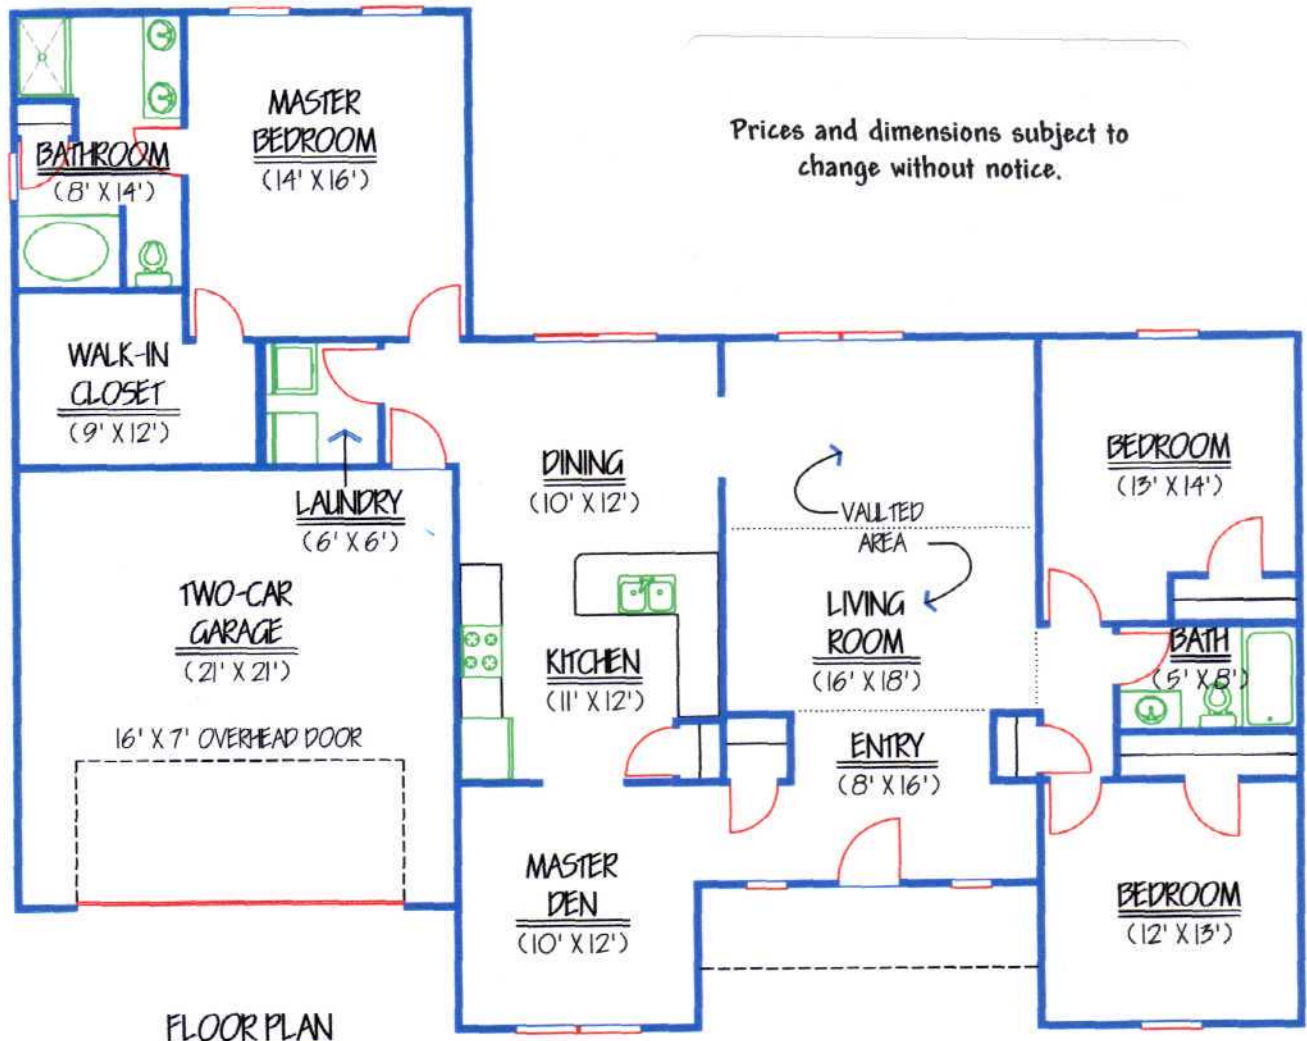 MASTER
BEDROOM
(14' X 16')
Prices and dimensions subject to
change without notice.
BATHROOM
(8' X 14')
WALK-IN
CLOSET
(9' X 12')
LAUNDRY
(6' X 6')
DINING
(10' X 12')
VAULTED
AREA
BEDROOM
(13' X 14')
TWO-CAR
GARAGE
(21' X 21')
16' X 7' OVERHEAD DOOR
KITCHEN
(11' X 12')
LIVING
ROOM
(16' X 18')
BATH
(5' X 8')
ENTRY
(8' X 16')
MASTER
DEN
(10' X 12')
BEDROOM
(12' X 13')
FLOOR PLAN